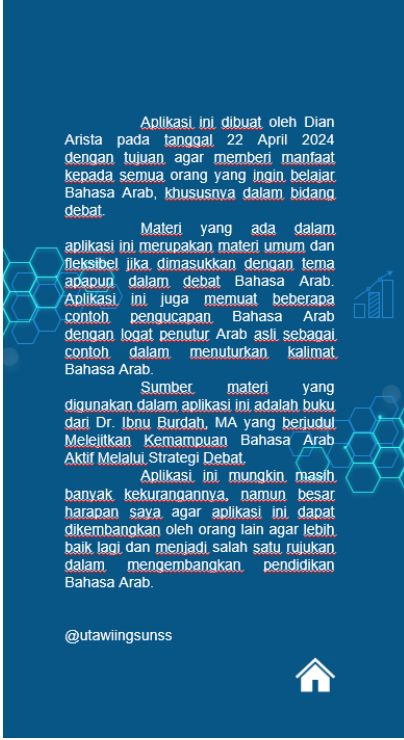 Aplikasi ini dibuat oleh Dian
Arista pada tanggal 22 April 2024
dengan tujuan agar memberi manfaat
kepada semua orang yang ingin belajar
Bahasa Arab, khususnya dalam bidang
debat.
Materi yang ada dalam
aplikasi ini merupakan materi umum dan
fleksibel jika dimasukkan dengan tema
apapun dalam debat Bahasa Arab.
Aplikasi ini juga memuat beberapa
contoh pengucapan Bahasa Arab
dengan logat penutur Arab asli sebagai
contoh dalam menuturkan kalimat
Bahasa Arab.
Sumber materi yang
digunakan dalam aplikasi ini adalah buku
dari Dr. Ibnu Burdah, MA yang berjudul
Melejitkan Kemampuan Bahasa Arab
Aktif Melalui Strategi Debat.
Aplikasi ini mungkin masih
banyak kekurangannya, namun besar
harapan saya agar aplikasi ini dapat
dikembangkan oleh orang lain agar lebih
baik lagi dan menjadi salah satu rujukan
dalam mengembangkan pendidikan
Bahasa Arab.
@utawiingsunss